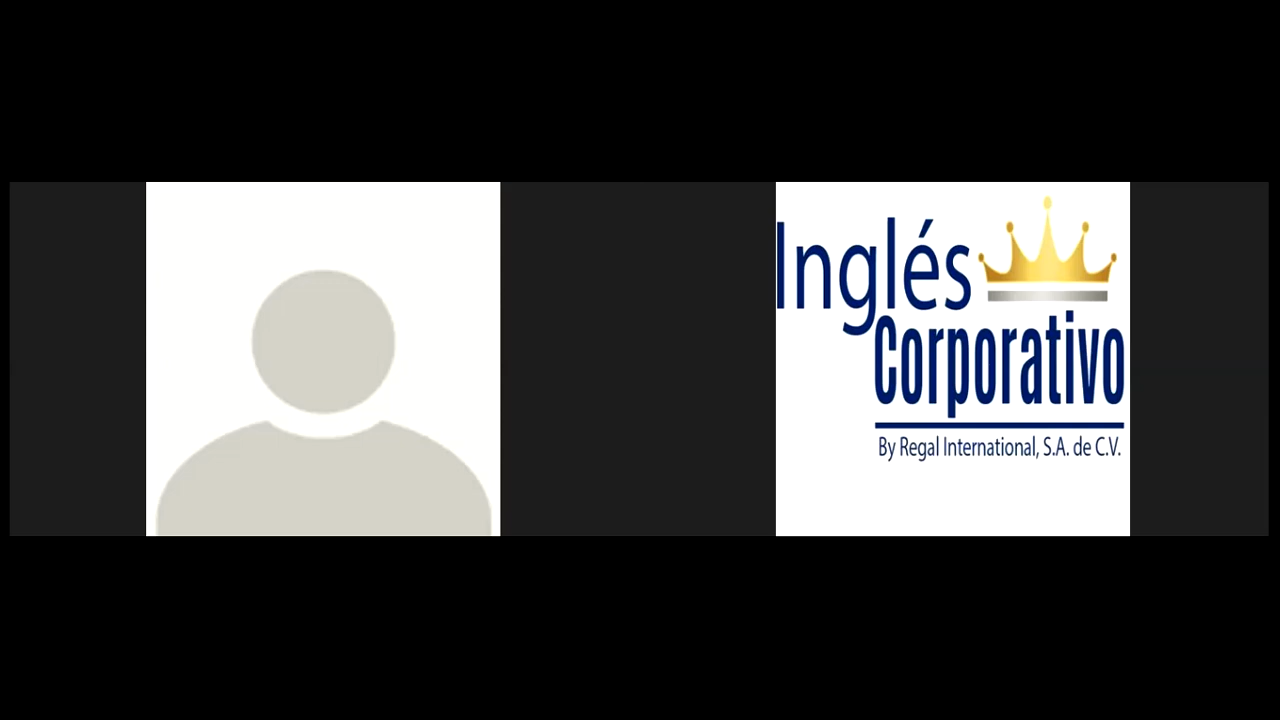 Inglés
Corporativo
By Regal International, S.A. de C.V.